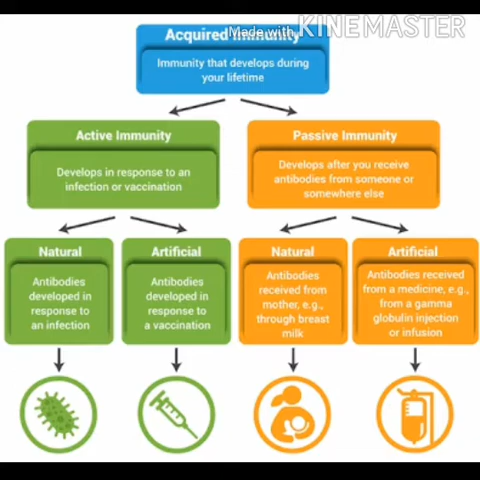 Made with KINEMASTER
Acquired Immunity
Immunity that develops during
your lifetime
Active Immunity
Develops in response to an
infection or vaccination
Passive Immunity
Develops after you receive
antibodies from someone or
somewhere else
Natural
Antibodies
developed in
response to
an infection
Artificial
Antibodies
developed in
response to
a vaccination
Natural
Antibodies
received from
mother, e.g.,
through breast
milk
Artificial
Antibodies received
from a medicine, e.g.,
from a gamma
globulin injection
or infusion